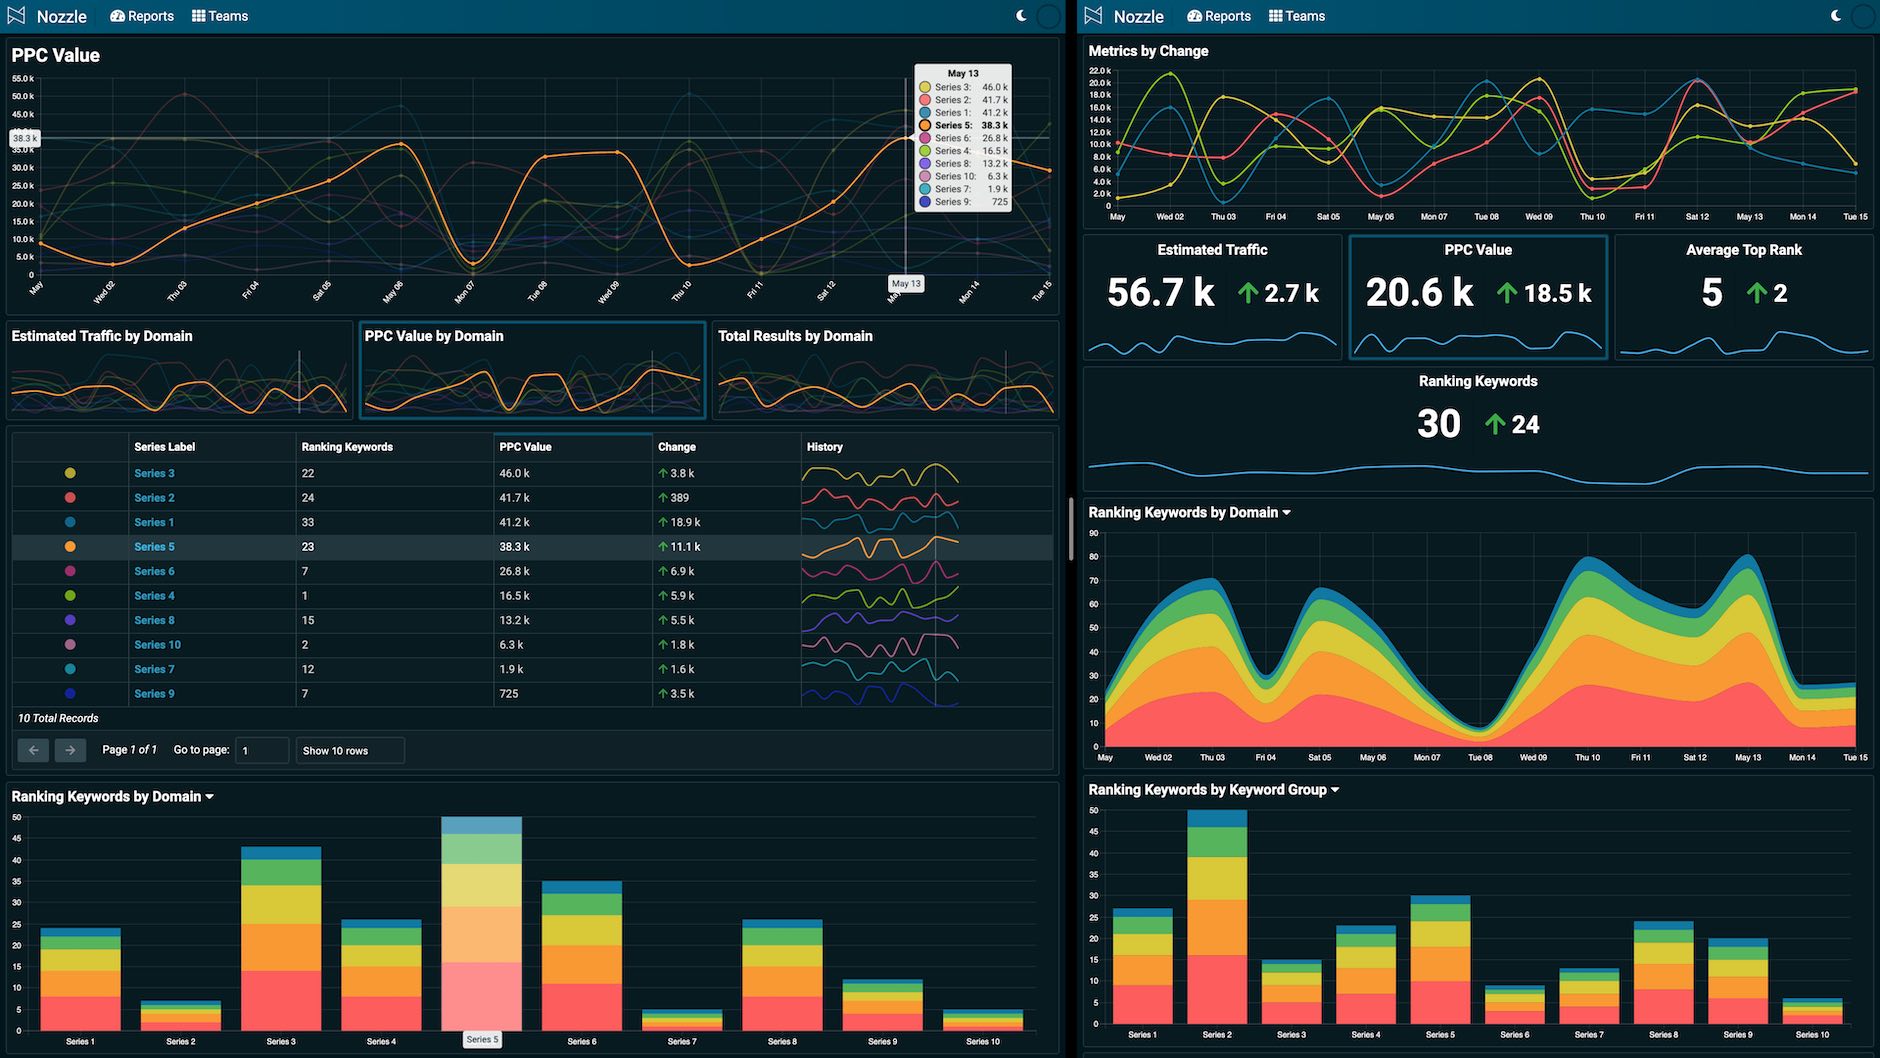 Nozzle Reports Teams
PPC Value
55.0 k
50.0 k
45.0 k
38.3 k
35.0 k
30.0 k
25.0 k
20.0 k
15.0 k
10.0 k
5.0 k
0
May Wed 02 Thu 03 Fri 04 Sat 05 May 06 Mon 07 Tue 08 Wed 09 Thu 10 Fri 11 Sat 12 May 13 Mon 14 Tue 15
May 13
Series 3: 46.0 k
Series 2: 41.7 k
Series 1: 41.2 k
Series 5: 38.3 k
Series 6: 26.8 k
Series 4: 16.5 k
Series 8: 13.2 k
Series 10: 6.3 k
Series 7: 1.9 k
Series 9: 725
Estimated Traffic by Domain
PPC Value by Domain
Total Results by Domain
Series Label Ranking Keywords PPC Value Change History
Series 3 22 46.0 k 3.8 k
Series 2 24 41.7 k 389
Series 1 33 41.2 k 18.9 k
Series 5 23 38.3 k 11.1 k
Series 6 7 26.8 k 6.9 k
Series 4 1 16.5 k 5.9 k
Series 8 15 13.2 k 5.5 k
Series 10 2 6.3 k 1.8 k
Series 7 12 1.9 k 1.6 k
Series 9 7 725 3.5 k
10 Total Records
Page 1 of 1 Go to page: 1 Show 10 rows
Ranking Keywords by Domain
50
45
40
35
30
25
20
15
10
5
0
Series 1 Series 2 Series 3 Series 4 Series 5 Series 6 Series 7 Series 8 Series 9 Series 10
Nozzle Reports Teams
Metrics by Change
22.0 k
20.0 k
18.0 k
16.0 k
14.0 k
12.0 k
10.0 k
8.0 k
6.0 k
4.0 k
2.0 k
0
May Wed 02 Thu 03 Fri 04 Sat 05 May 06 Mon 07 Tue 08 Wed 09 Thu 10 Fri 11 Sat 12 May 13 Mon 14 Tue 15
Estimated Traffic
56.7 k 2.7 k
PPC Value
20.6 k 18.5 k
Average Top Rank
5 2
Ranking Keywords
30 24
Ranking Keywords by Domain
90
80
70
60
50
40
30
20
10
0
May Wed 02 Thu 03 Fri 04 Sat 05 May 06 Mon 07 Tue 08 Wed 09 Thu 10 Fri 11 Sat 12 May 13 Mon 14 Tue 15
Ranking Keywords by Keyword Group
50
45
40
35
30
25
20
15
10
5
0
Series 1 Series 2 Series 3 Series 4 Series 5 Series 6 Series 7 Series 8 Series 9 Series 10